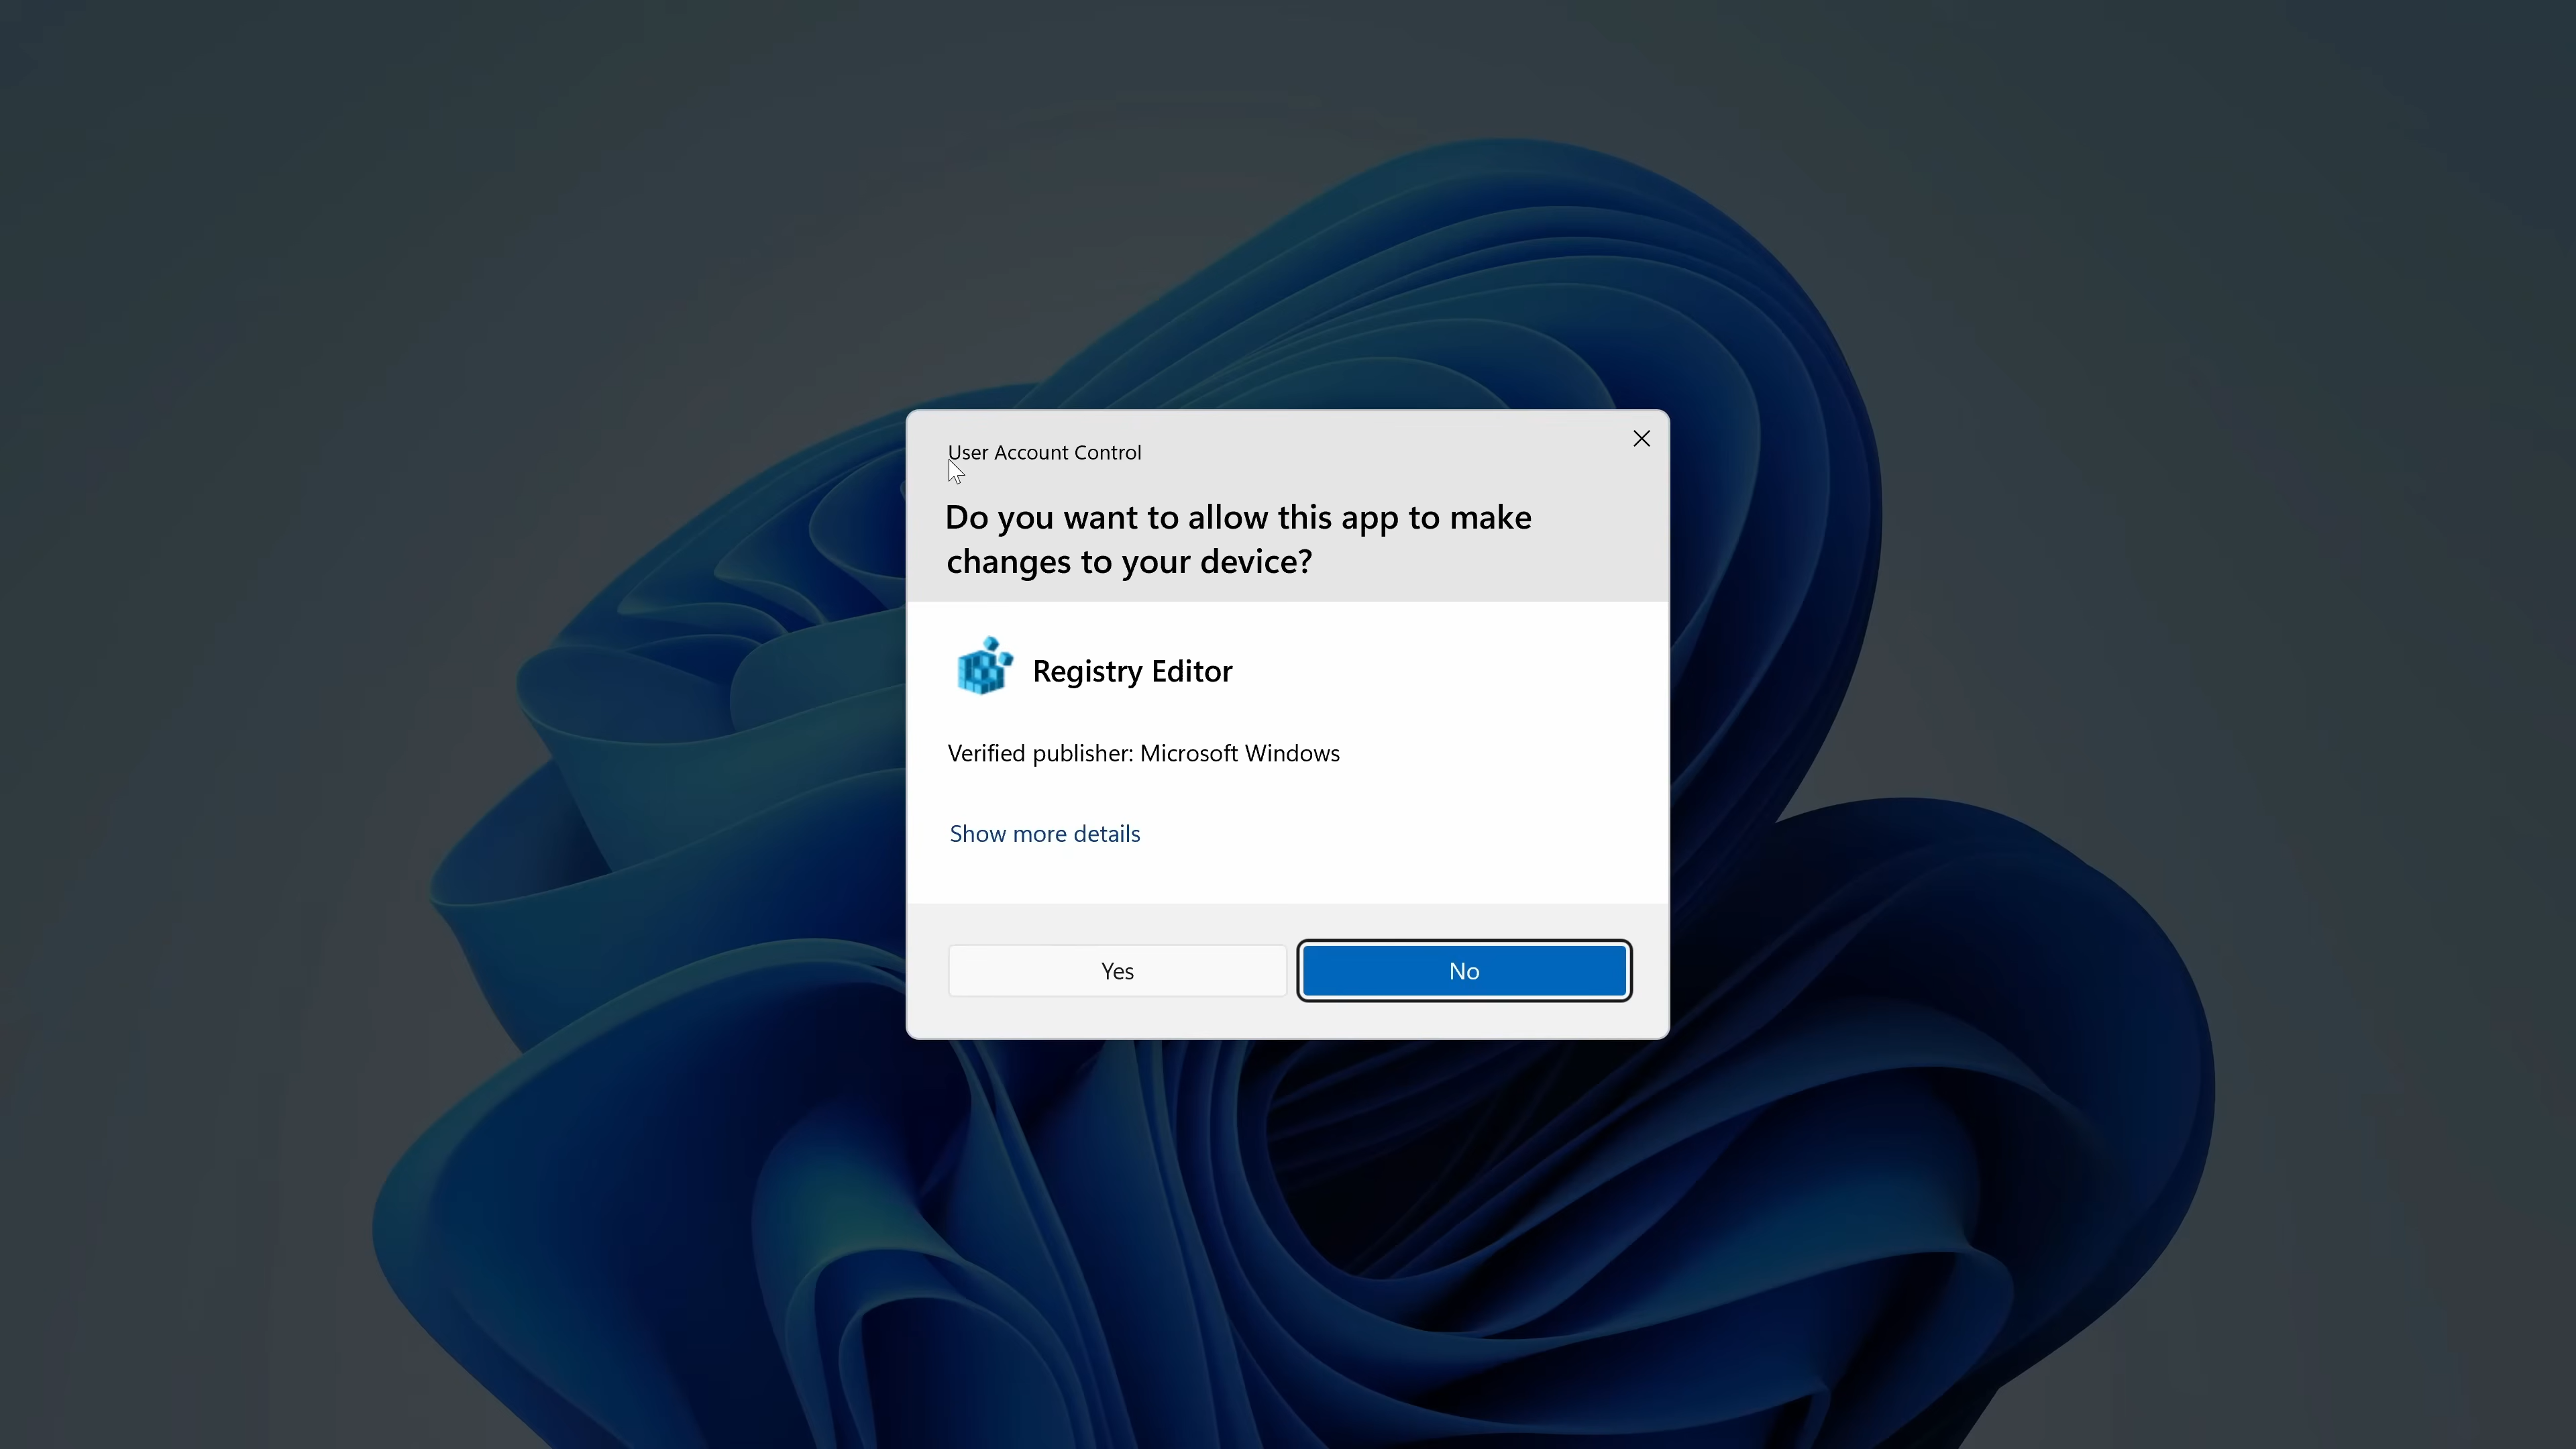 User Account Control
Do you want to allow this app to make
changes to your device?
Registry Editor
Verified publisher: Microsoft Windows
Show more details
Yes
No